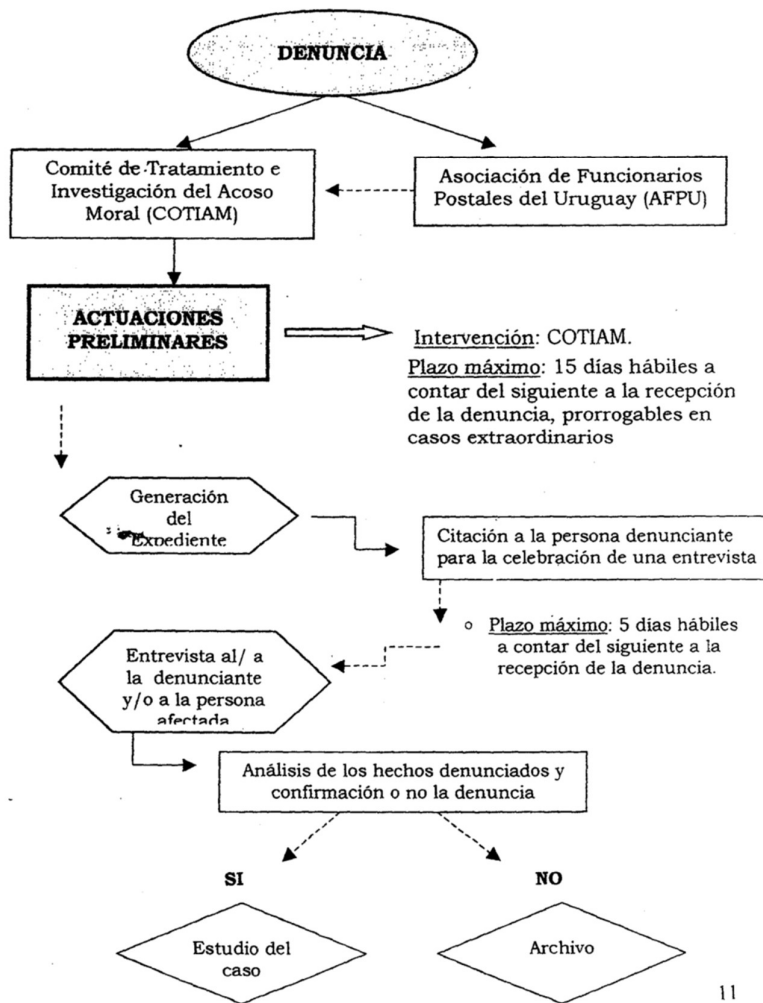 DENUNCIA
Comité de Tratamiento e
Investigación del Acoso
Moral (COTIAM)
Asociación de Funcionarios
Postales del Uruguay (AFPU)
ACTUACIONES
PRELIMINARES
Intervención: COTIAM.
Plazo máximo: 15 días hábiles a
contar del siguiente a la recepción
de la denuncia, prorrogables en
casos extraordinarios
Generación
del
Expediente
Citación a la persona denunciante
para la celebración de una entrevista
o Plazo máximo: 5 días hábiles
a contar del siguiente a la
recepción de la denuncia.
Entrevista al/ a
la denunciante
y/o a la persona
afectada
Análisis de los hechos denunciados y
confirmación o no la denuncia
SI
NO
Estudio del
caso
Archivo
11